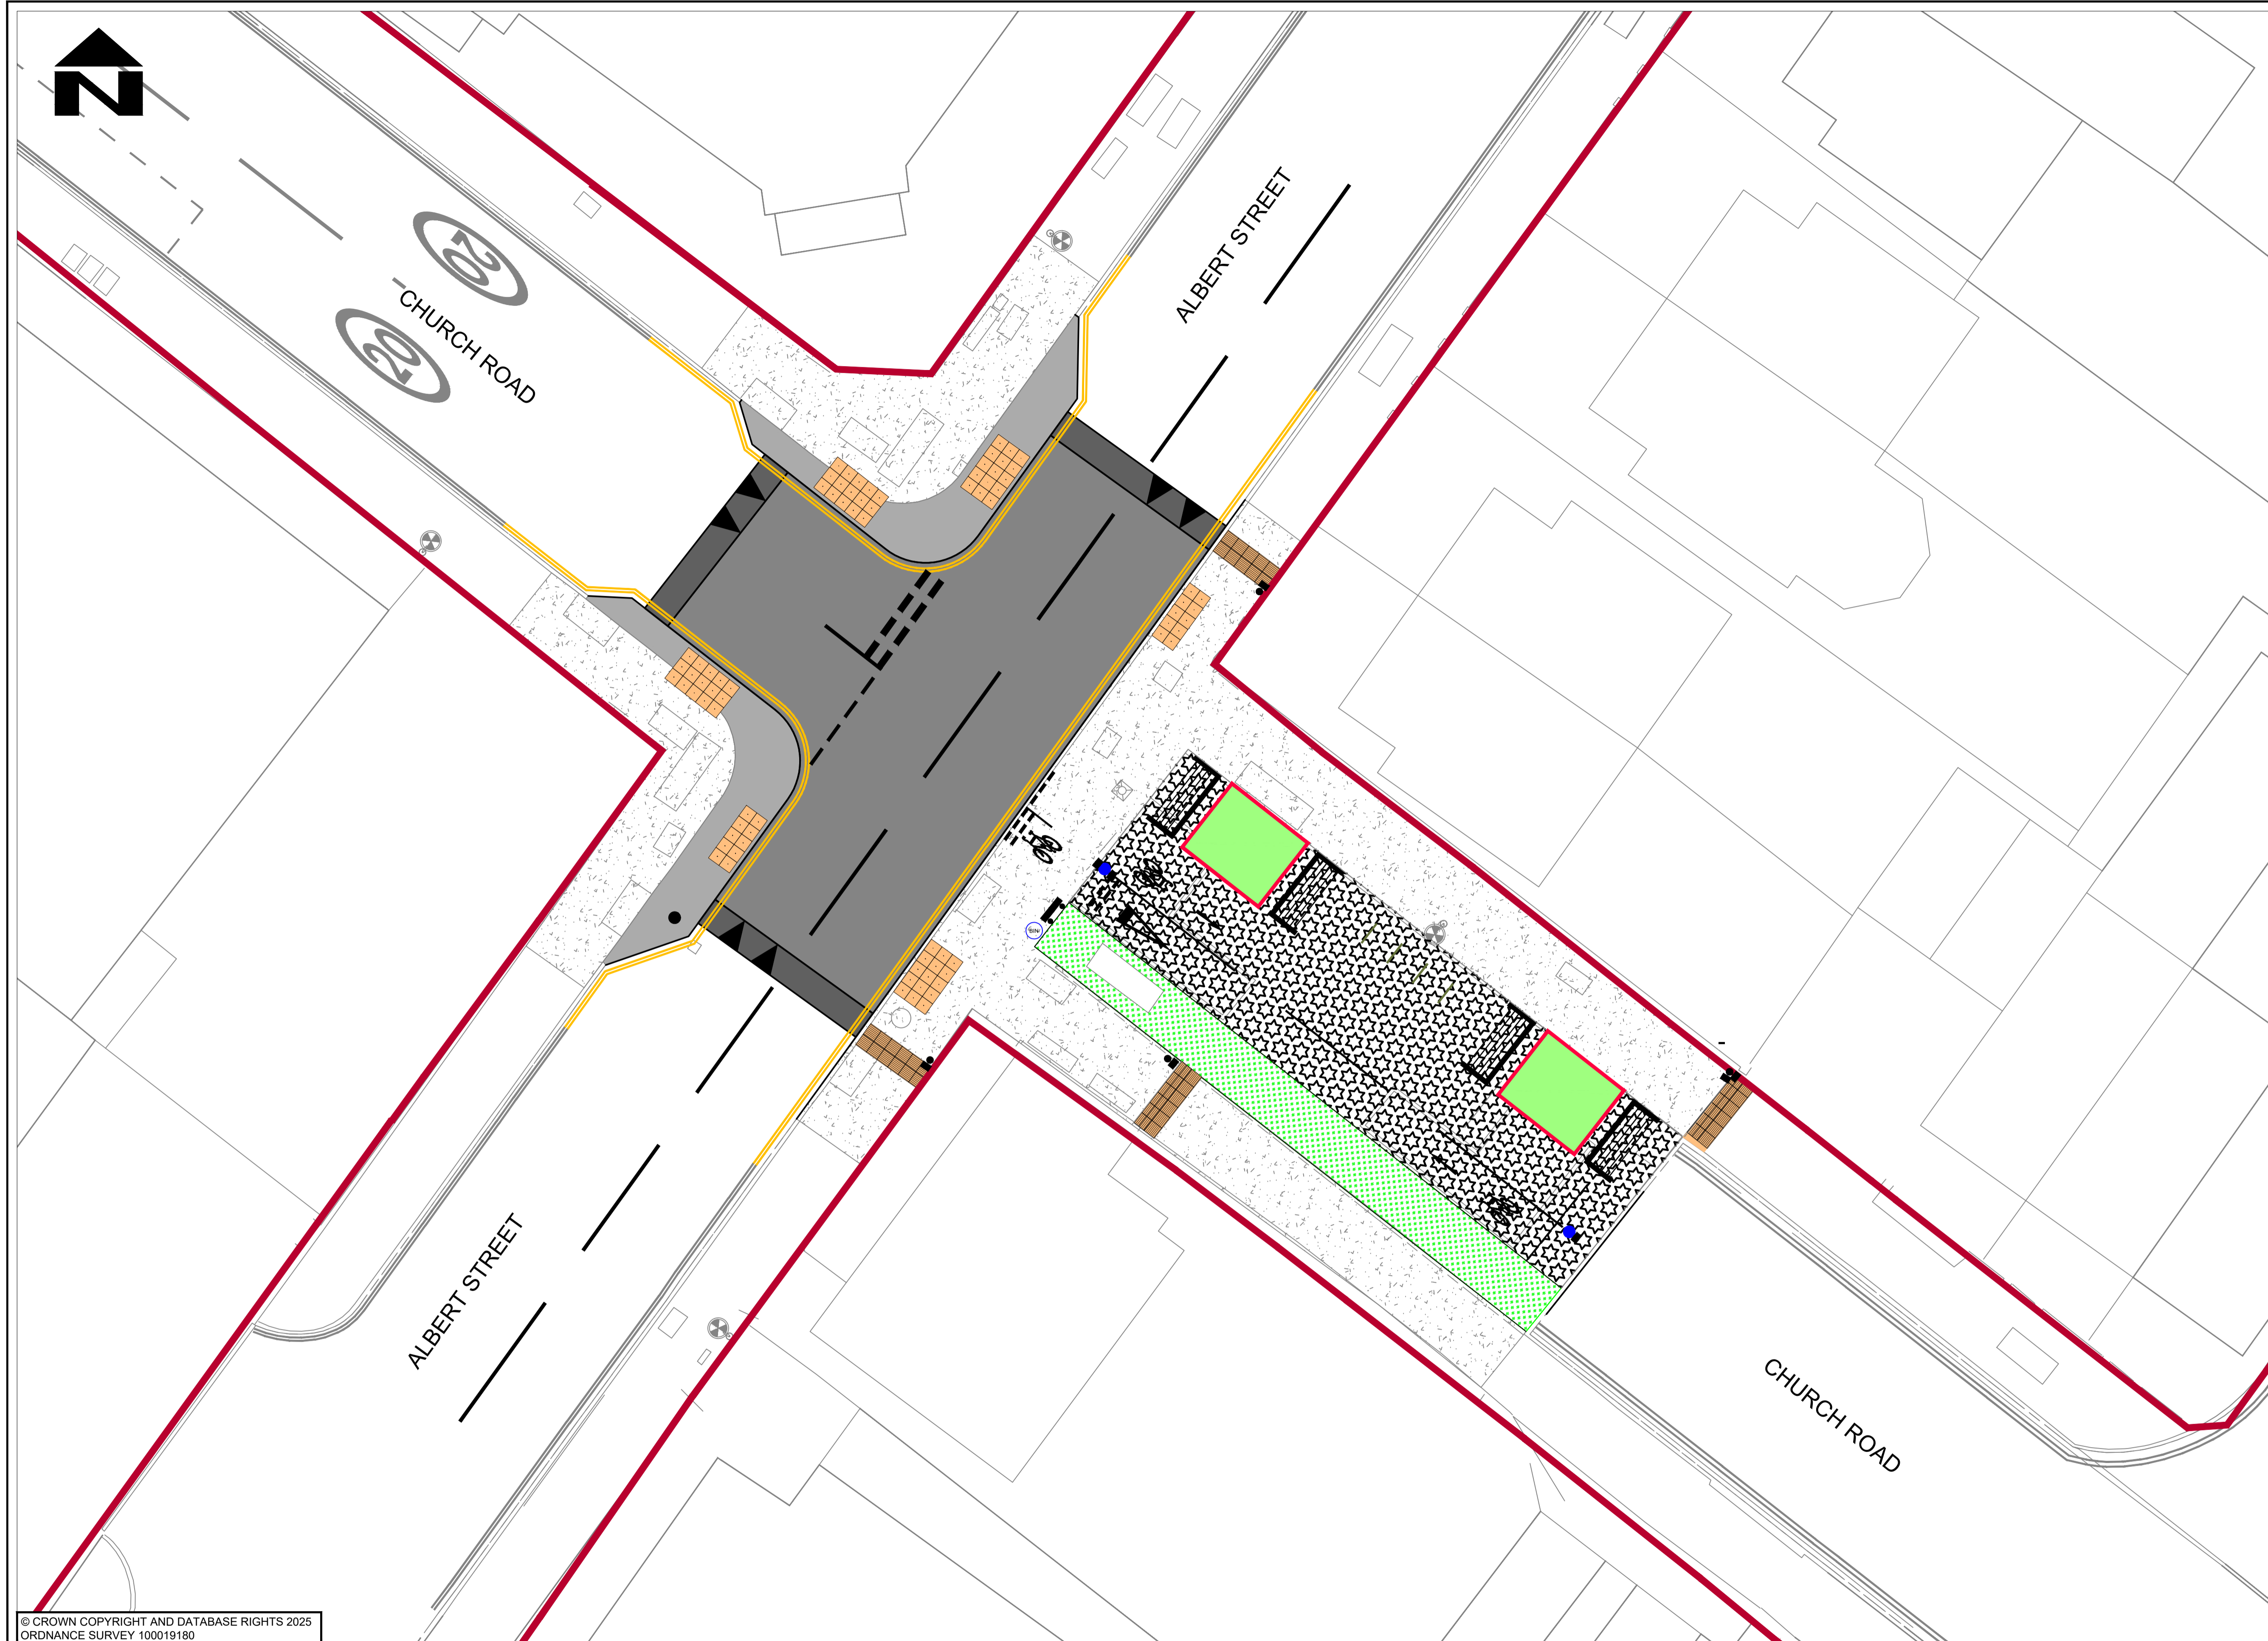 N
ALBERT STREET
20
CHURCH ROAD
20
BIN
ALBERT STREET
CHURCH ROAD
© CROWN COPYRIGHT AND DATABASE RIGHTS 2025
ORDNANCE SURVEY 100019180